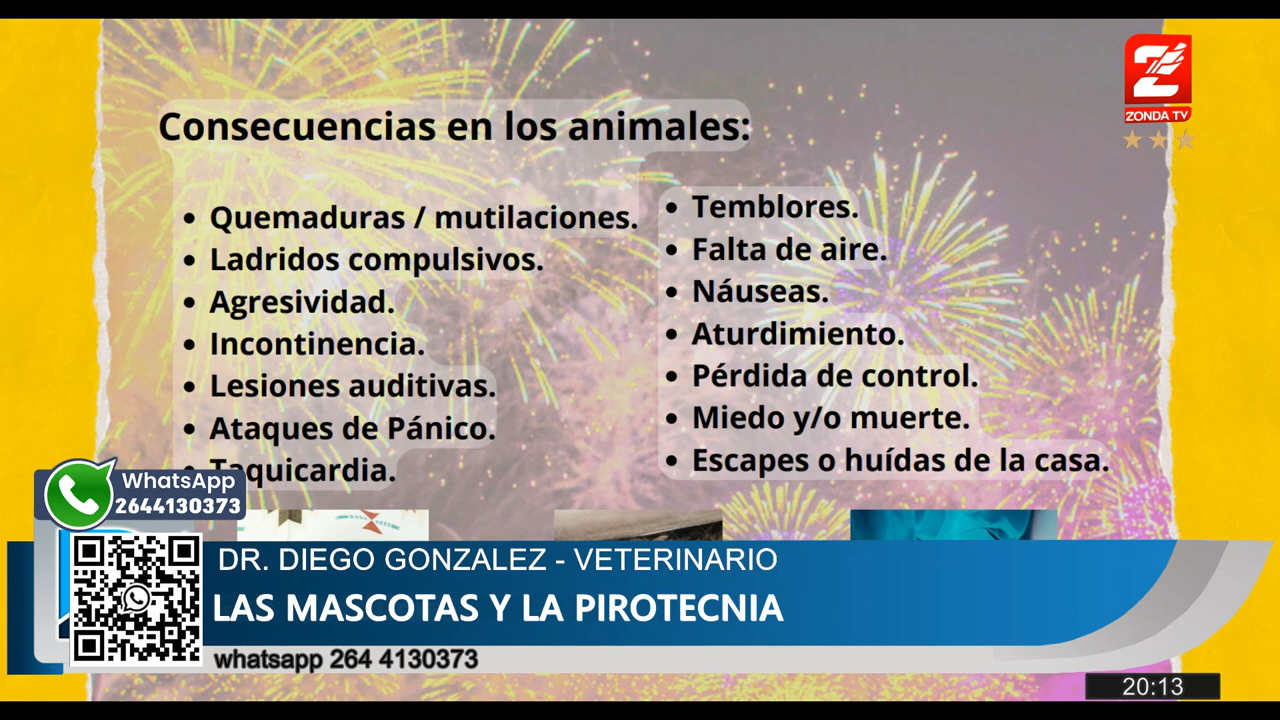 Consecuencias en los animales:
• Quemaduras / mutilaciones.
• Ladridos compulsivos.
• Agresividad.
• Incontinencia.
• Lesiones auditivas.
• Ataques de Pánico.
• Taquicardia.
• Temblores.
• Falta de aire.
• Náuseas.
• Aturdimiento.
• Pérdida de control.
• Miedo y/o muerte.
• Escapes o huídas de la casa.
ZONDA TV
WhatsApp
2644130373
DR. DIEGO GONZALEZ - VETERINARIO
LAS MASCOTAS Y LA PIROTECNIA
whatsapp 264 4130373
20:13